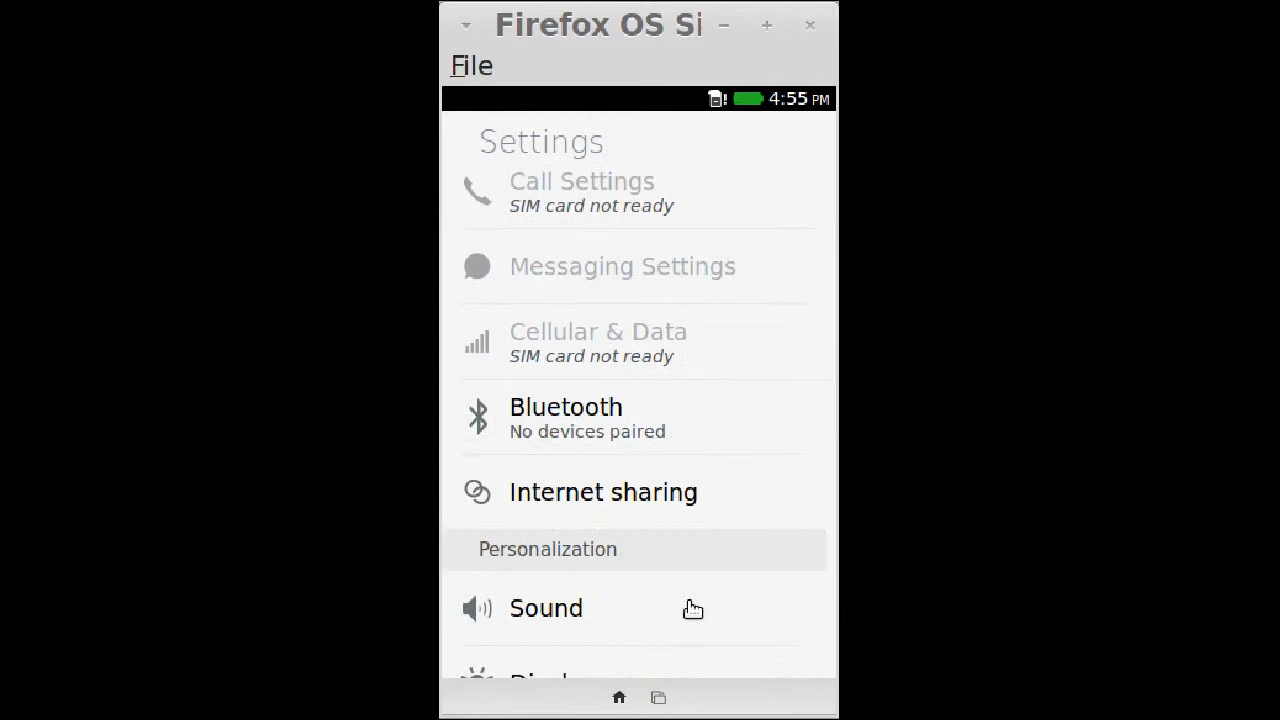 Firefox OS Si
File
4:55 PM
Settings
Call Settings
SIM card not ready
Messaging Settings
Cellular & Data
SIM card not ready
Bluetooth
No devices paired
Internet sharing
Personalization
Sound